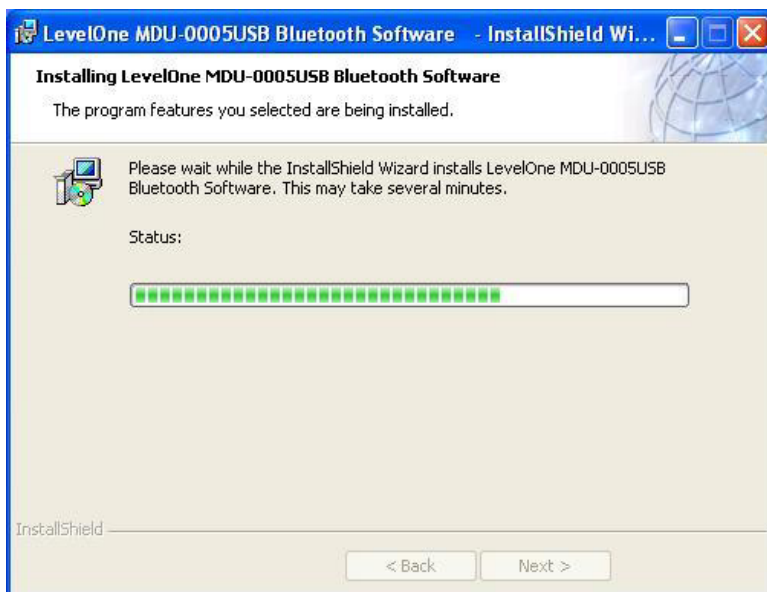 LevelOne MDU-0005USB Bluetooth Software - InstallShield Wi...
Installing LevelOne MDU-0005USB Bluetooth Software
The program features you selected are being installed.
Please wait while the InstallShield Wizard installs LevelOne MDU-0005USB
Bluetooth Software. This may take several minutes.
Status:
InstallShield
< Back Next >